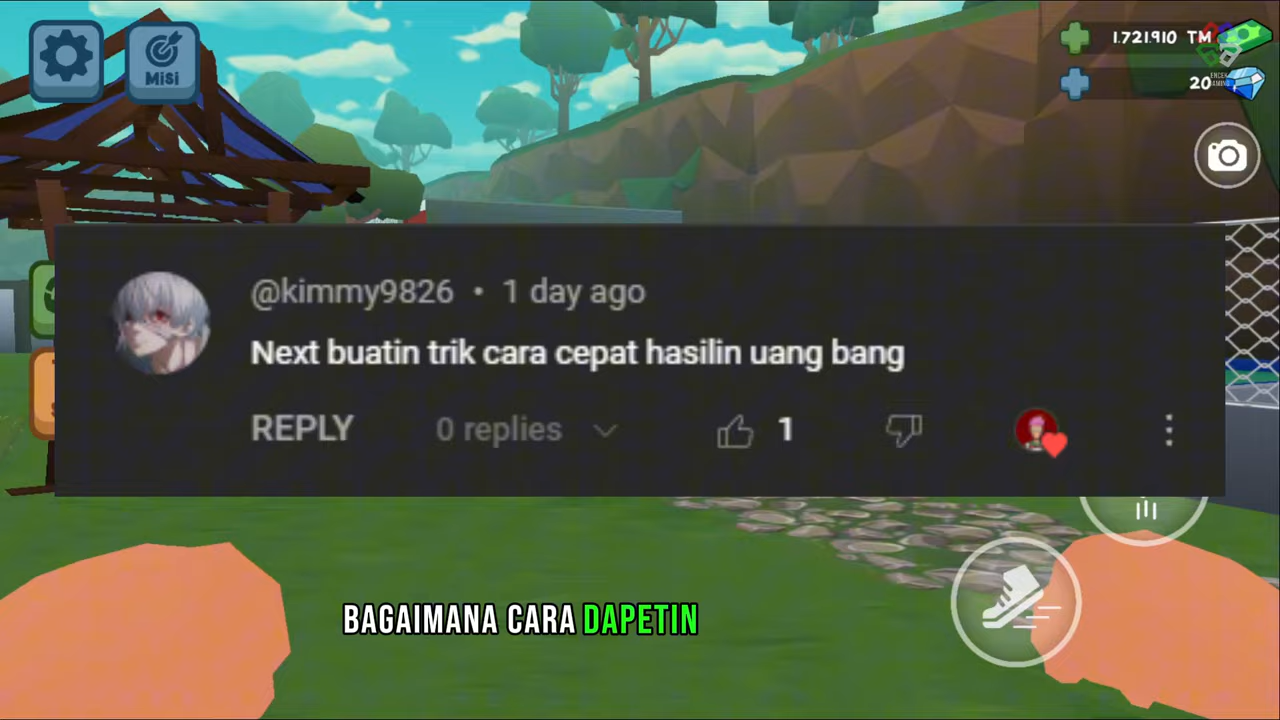 Misi
1.721.910 TM
20
@kimmy9826 • 1 day ago
Next buatin trik cara cepat hasilin uang bang
REPLY 0 replies 1
BAGAIMANA CARA DAPETIN